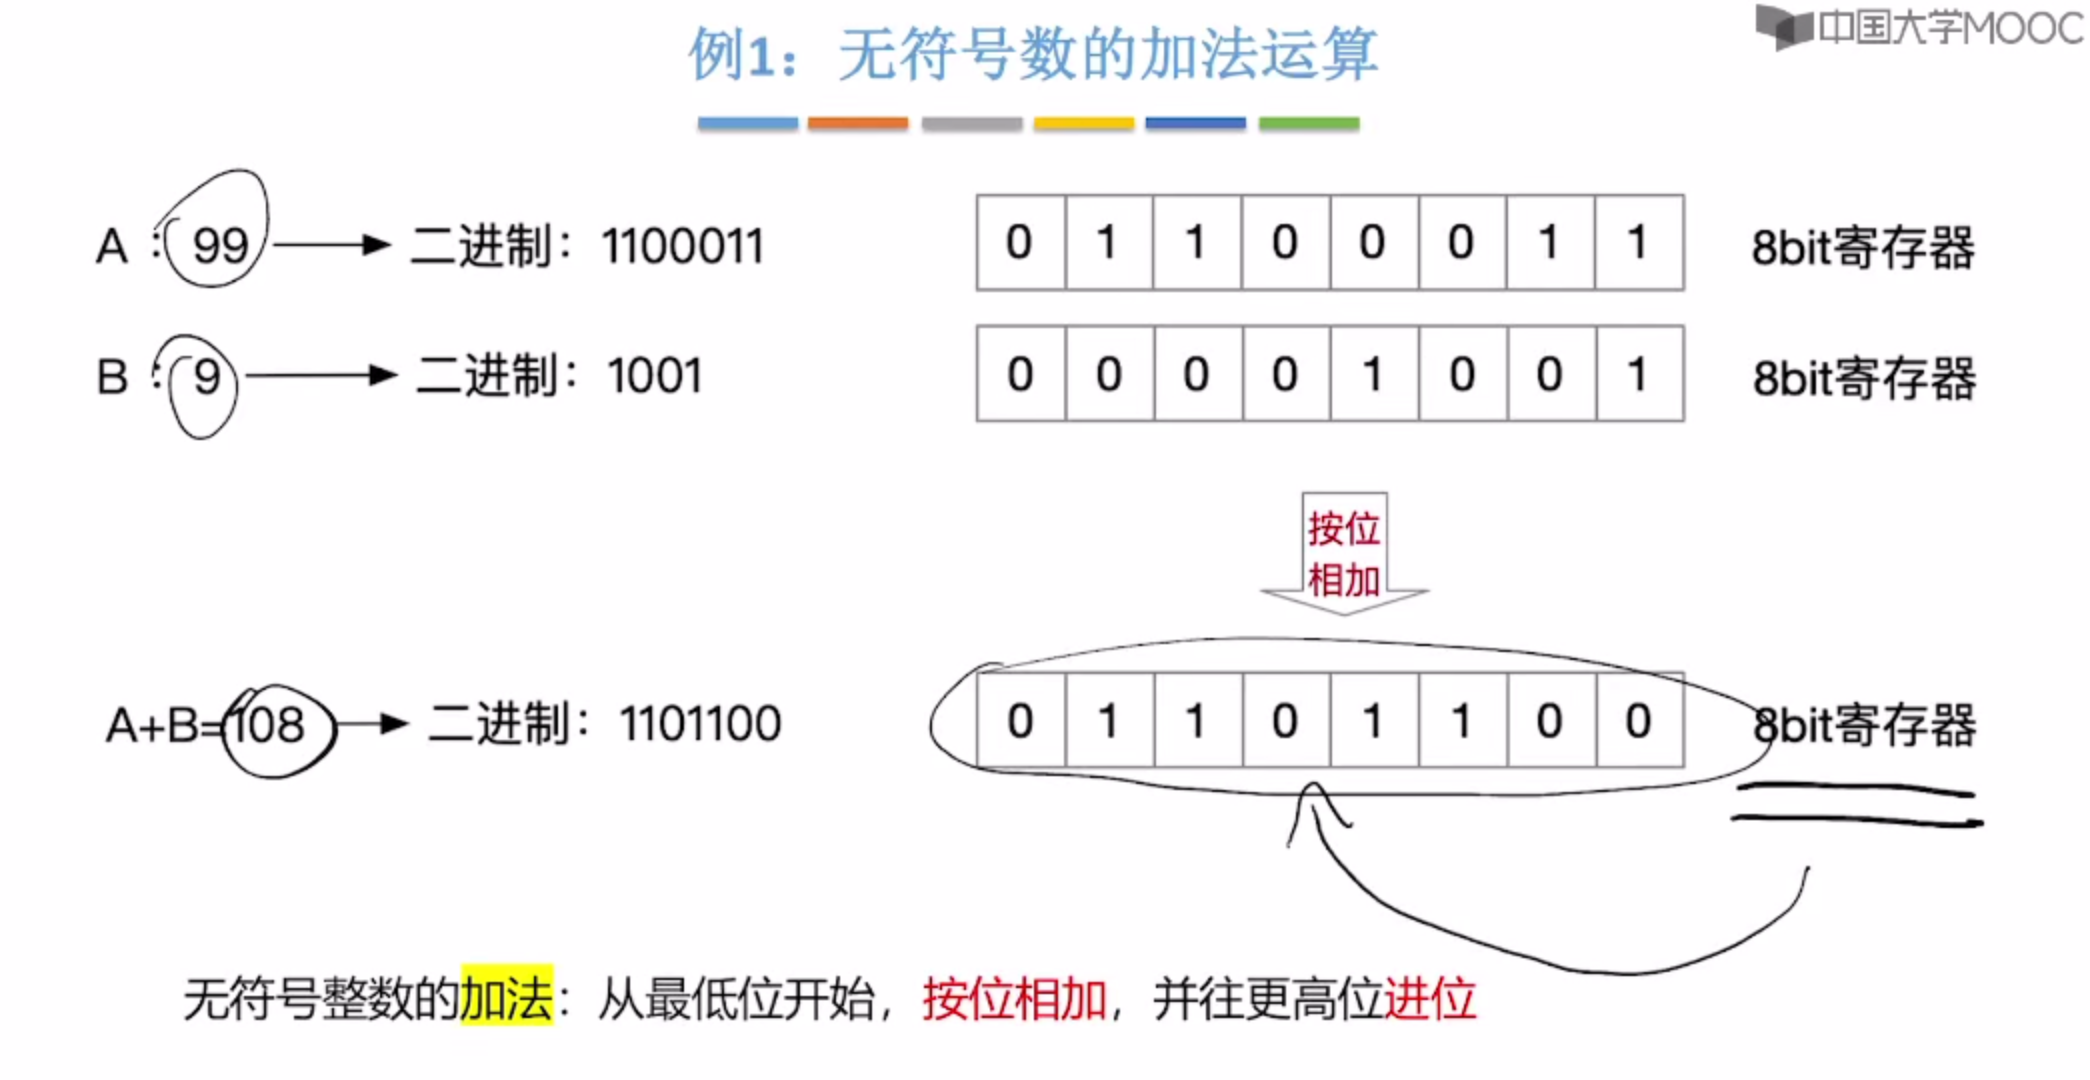 中国大学MOOC
例1：无符号数的加法运算
A : 99 二进制：1100011 0 1 1 0 0 0 1 1 8bit寄存器
B : 9 二进制：1001 0 0 0 0 1 0 0 1 8bit寄存器
按位
相加
A+B=108 二进制：1101100 0 1 1 0 1 1 0 0 8bit寄存器
无符号整数的加法：从最低位开始，按位相加，并往更高位进位